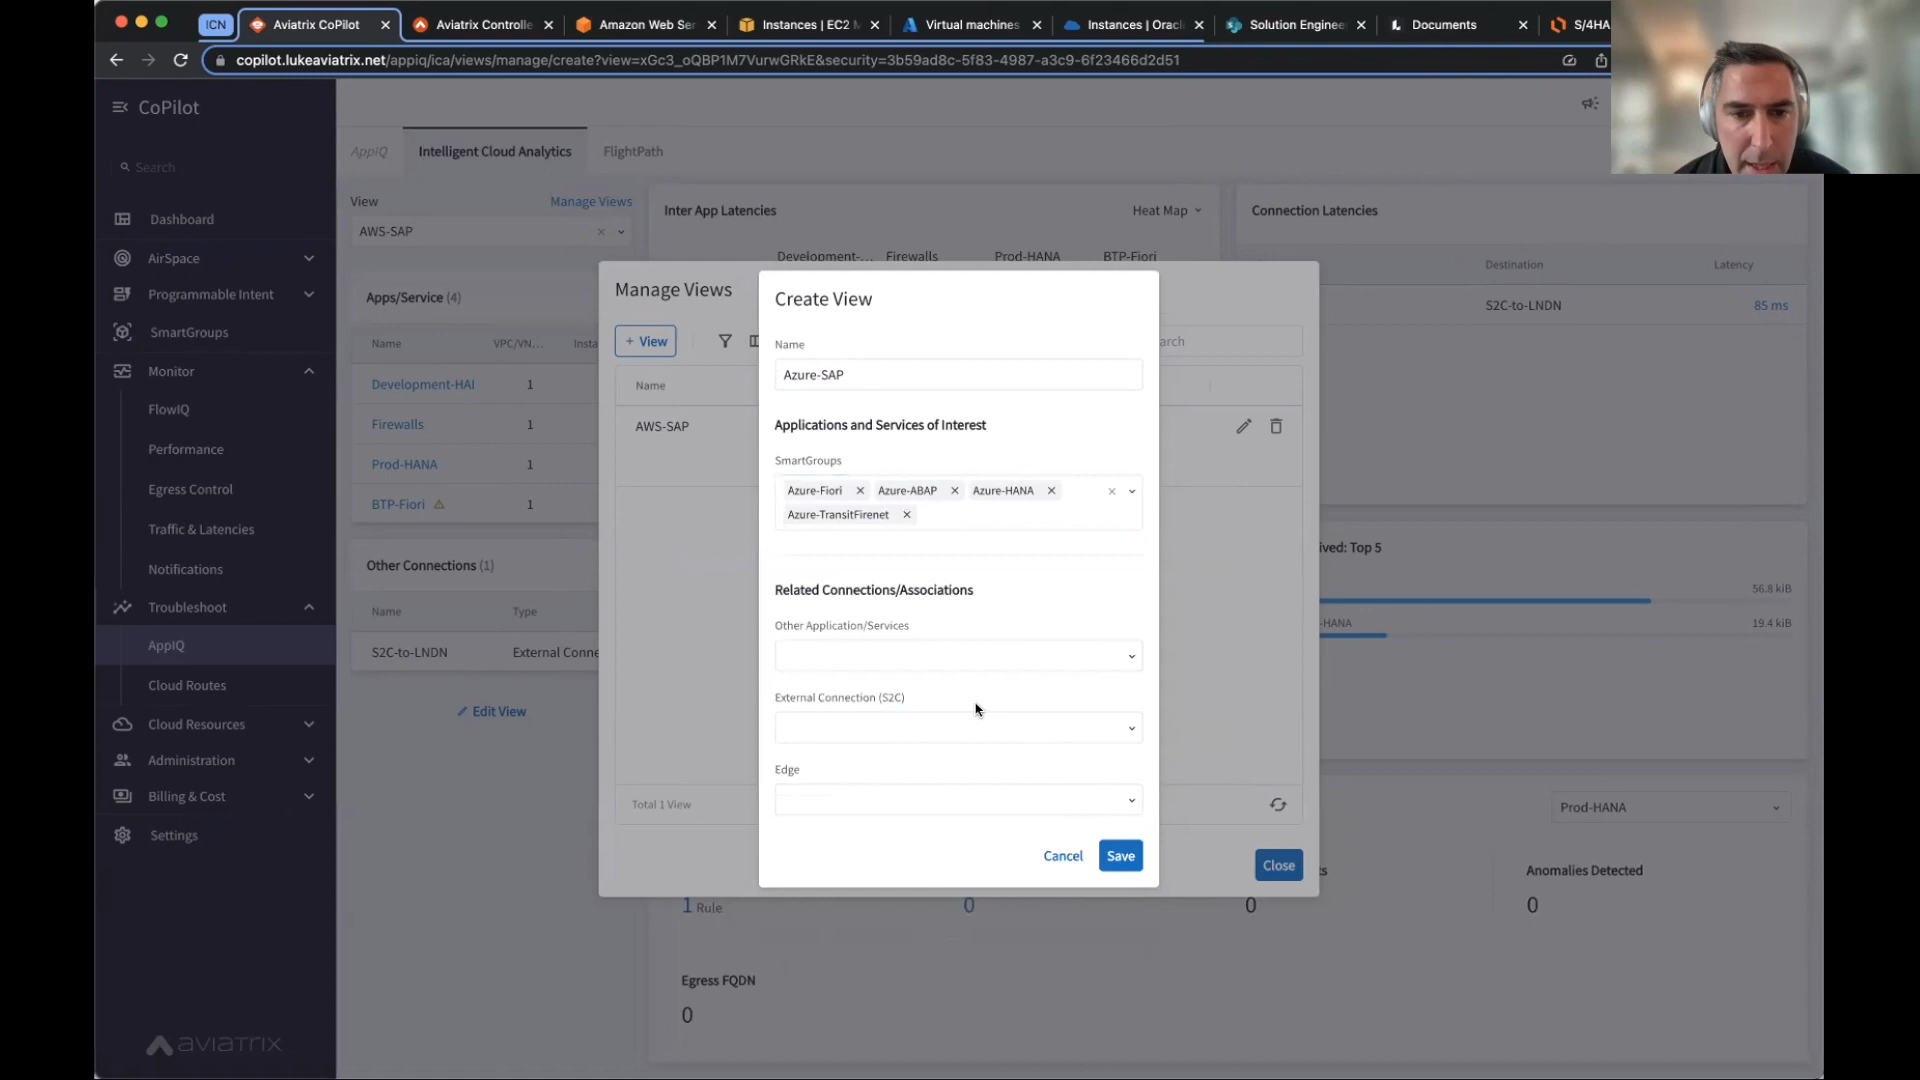 ICN
Aviatrix CoPilot
Aviatrix Controlle
Amazon Web Ser
Instances | EC2 M
Virtual machines
Instances | Oracl
Solution Enginee
Documents
S/4HA
copilot.lukeaviatrix.net/appiq/ica/views/manage/create?view=xGc3_oQBP1M7VurwGRkE&security=3b59ad8c-5f83-4987-a3c9-6f23466d2d51
CoPilot
Search
Dashboard
AirSpace
Programmable Intent
SmartGroups
Monitor
FlowIQ
Performance
Egress Control
Traffic & Latencies
Notifications
Troubleshoot
AppIQ
Cloud Routes
Cloud Resources
Administration
Billing & Cost
Settings
aviatrix
AppiQ
Intelligent Cloud Analytics
FlightPath
View
Manage Views
AWS-SAP
Apps/Service (4)
Name
VPC/VN...
Insta
Development-HAI
1
Firewalls
1
Prod-HANA
1
BTP-Fiori
1
Other Connections (1)
Name
Type
S2C-to-LNDN
External Conne
Edit View
Inter App Latencies
Heat Map
Development-...
Firewalls
Prod-HANA
BTP-Fiori
Connection Latencies
Destination
Latency
S2C-to-LNDN
85 ms
Manage Views
+ View
arch
Name
AWS-SAP
Total 1 View
Close
Create View
Name
Azure-SAP
Applications and Services of Interest
SmartGroups
Azure-Fiori
Azure-ABAP
Azure-HANA
Azure-TransitFirenet
Related Connections/Associations
Other Application/Services
External Connection (S2C)
Edge
Cancel
Save
ived: Top 5
56.8 kiB
-HANA
19.4 kiB
Prod-HANA
ts
Anomalies Detected
1 Rule
0
0
0
Egress FQDN
0